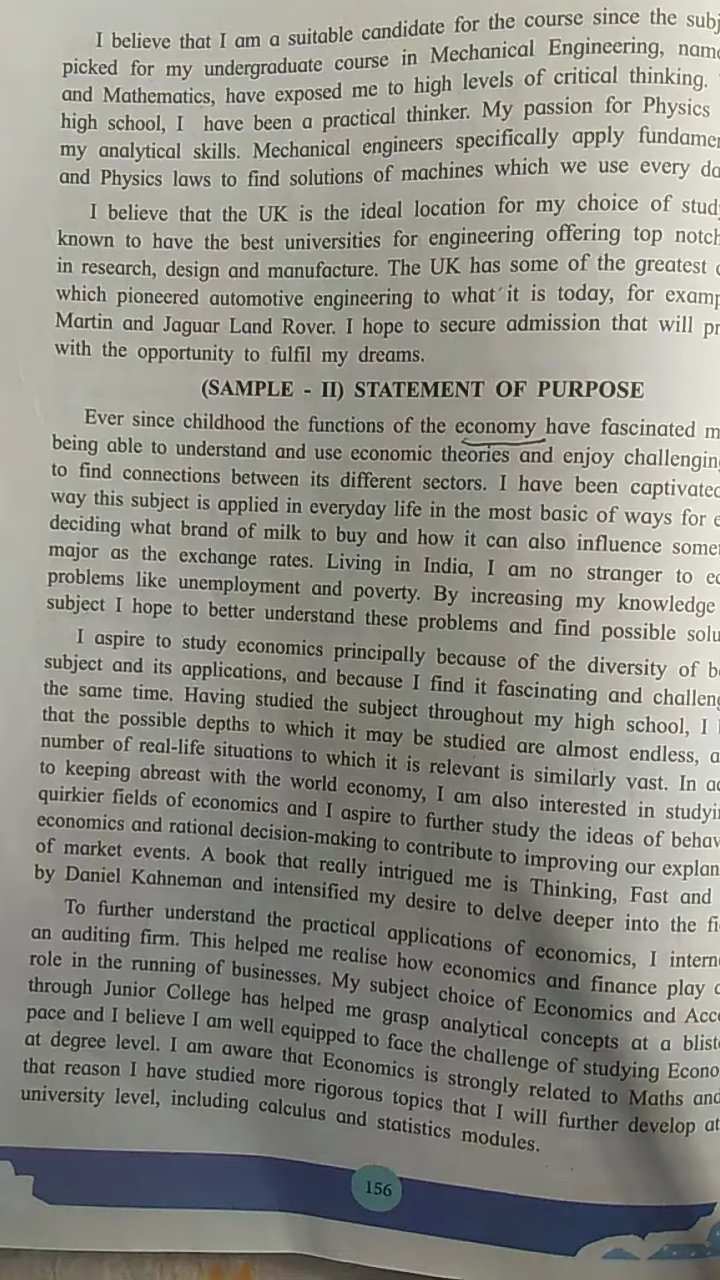 I believe that I am a suitable candidate for the course since the
picked for my undergraduate course in Mechanical Engineering,
and Mathematics, have exposed me to high levels of critical thinking.
high school, I have been a practical thinker. My passion for Physics
my analytical skills. Mechanical engineers specifically apply
and Physics laws to find solutions of machines which we use every
I believe that the UK is the ideal location for my choice of
known to have the best universities for engineering offering top
in research, design and manufacture. The UK has some of the greatest
which pioneered automotive engineering to what it is today, for
Martin and Jaguar Land Rover. I hope to secure admission that will
with the opportunity to fulfil my dreams.
(SAMPLE - II) STATEMENT OF PURPOSE
Ever since childhood the functions of the economy have fascinated
being able to understand and use economic theories and enjoy
to find connections between its different sectors. I have been
way this subject is applied in everyday life in the most basic of ways for
deciding what brand of milk to buy and how it can also influence
major as the exchange rates. Living in India, I am no stranger to
problems like unemployment and poverty. By increasing my knowledge
subject I hope to better understand these problems and find possible
I aspire to study economics principally because of the diversity of
subject and its applications, and because I find it fascinating and
the same time. Having studied the subject throughout my high school, I
that the possible depths to which it may be studied are almost endless,
number of real-life situations to which it is relevant is similarly vast. In
to keeping abreast with the world economy, I am also interested in
quirkier fields of economics and I aspire to further study the ideas of
economics and rational decision-making to contribute to improving our
of market events. A book that really intrigued me is Thinking, Fast and
by Daniel Kahneman and intensified my desire to delve deeper into the
To further understand the practical applications of economics, I
an auditing firm. This helped me realise how economics and finance play
role in the running of businesses. My subject choice of Economics and
through Junior College has helped me grasp analytical concepts at a
pace and I believe I am well equipped to face the challenge of studying
at degree level. I am aware that Economics is strongly related to Maths and
that reason I have studied more rigorous topics that I will further develop at
university level, including calculus and statistics modules.
156